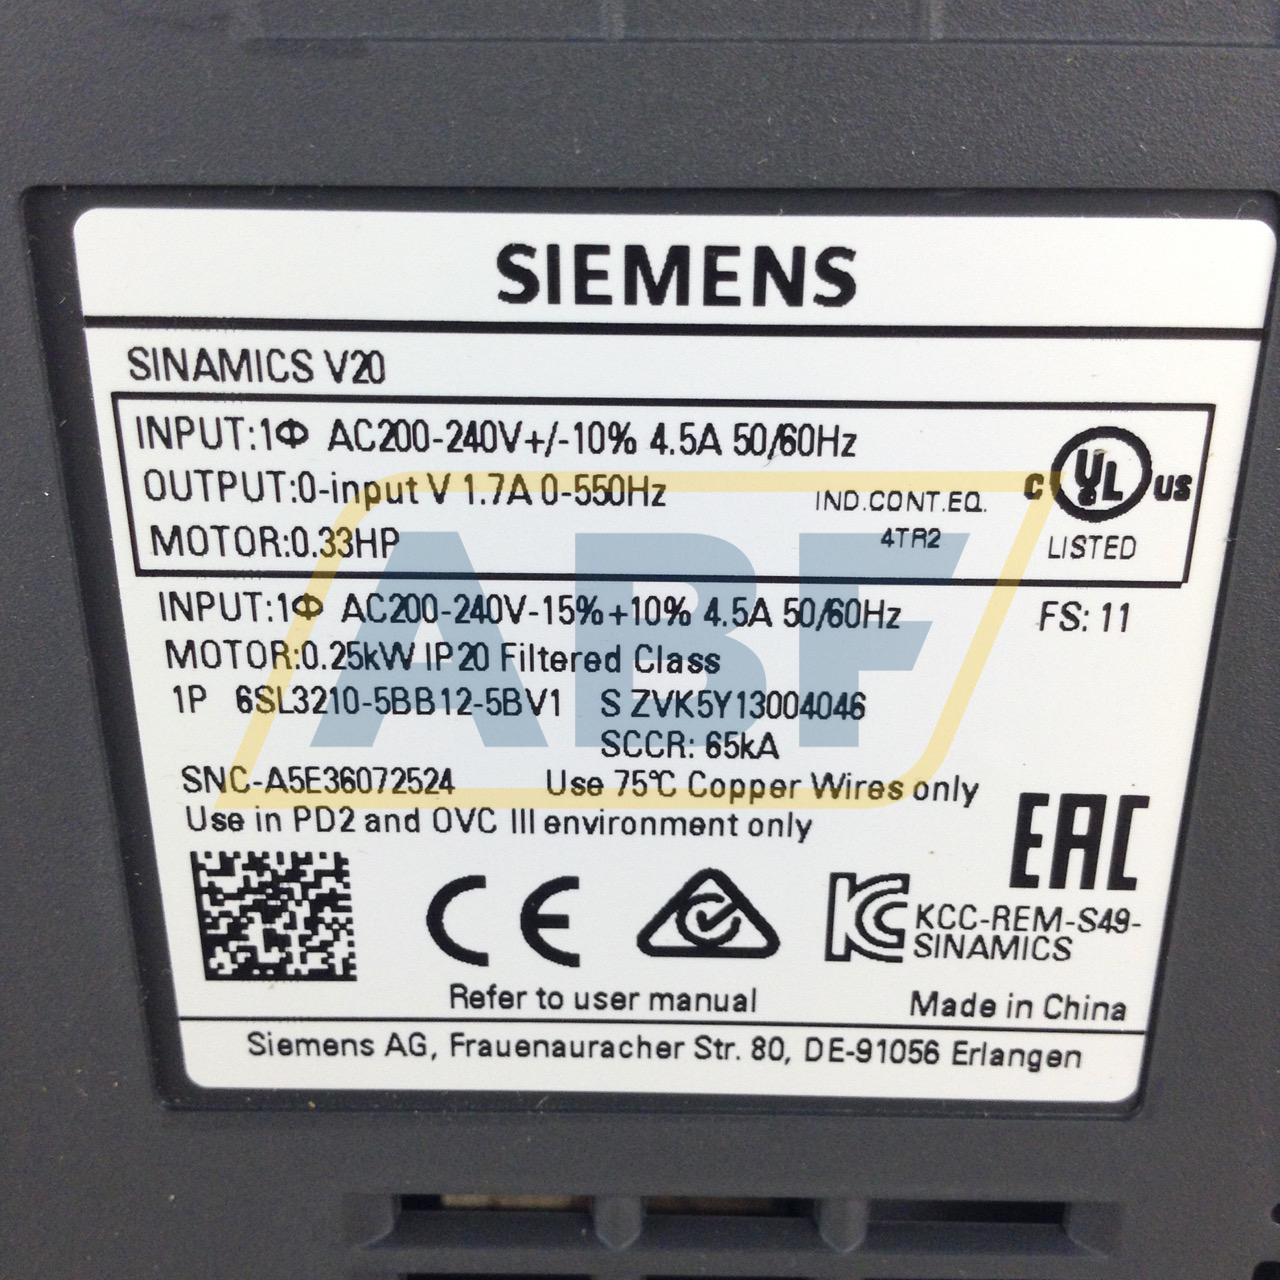 SIEMENS
SINAMICS V20
INPUT:1Φ AC200-240V+/-10% 4.5A 50/60Hz
OUTPUT:0-input V 1.7A 0-550Hz
MOTOR:0.33HP
IND.CONT.EQ.
4TR2
C UL US
LISTED
INPUT:1Φ AC200-240V-15%+10% 4.5A 50/60Hz
FS: 11
MOTOR:0.25kW IP20 Filtered Class
1P 6SL3210-5BB12-5BV1 S ZVK5Y13004046
SCCR: 65kA
SNC-A5E36072524 Use 75℃ Copper Wires only
Use in PD2 and OVC III environment only
EAC
CE
KC
KCC-REM-S49-
SINAMICS
Refer to user manual
Made in China
Siemens AG, Frauenauracher Str. 80, DE-91056 Erlangen
ABF